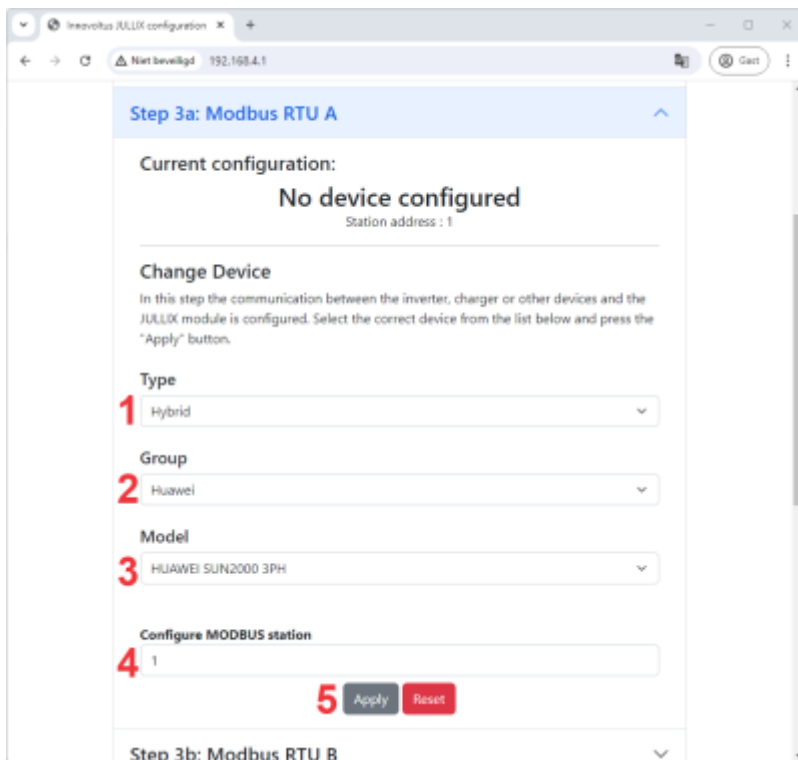 Innovoltus JULLIX configuration
Niet beveiligd 192.168.4.1
Gast
Step 3a: Modbus RTU A
Current configuration:
No device configured
Station address : 1
Change Device
In this step the communication between the inverter, charger or other devices and the
JULLIX module is configured. Select the correct device from the list below and press the
"Apply" button.
Type
1 Hybrid
Group
2 Huawei
Model
3 HUAWEI SUN2000 3PH
Configure MODBUS station
4 1
5 Apply Reset
Step 3b: Modbus RTU B